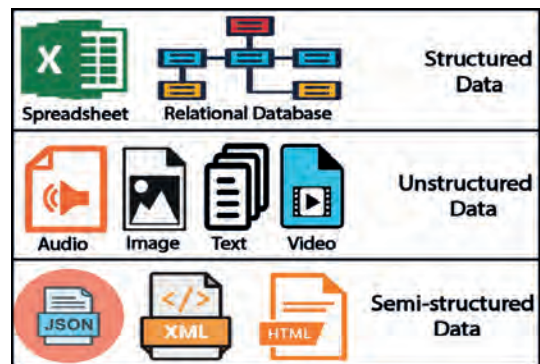 X
Spreadsheet
Relational Database
Structured
Data
Audio
Image
Text
Video
Unstructured
Data
JSON
</>
XML
HTML
Semi-structured
Data